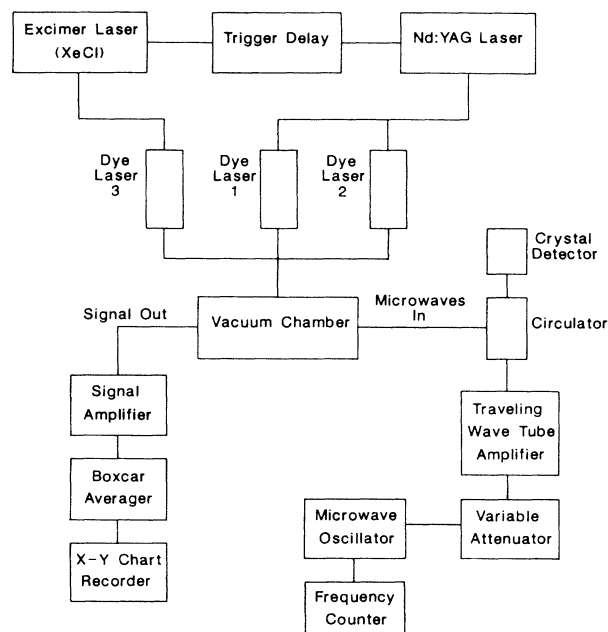 Excimer Laser
(XeCl)
Trigger Delay
Nd:YAG Laser
Dye
Laser
3
Dye
Laser
1
Dye
Laser
2
Crystal
Detector
Signal Out
Vacuum Chamber
Microwaves
In
Circulator
Signal
Amplifier
Traveling
Wave Tube
Amplifier
Boxcar
Averager
Microwave
Oscillator
Variable
Attenuator
X-Y Chart
Recorder
Frequency
Counter